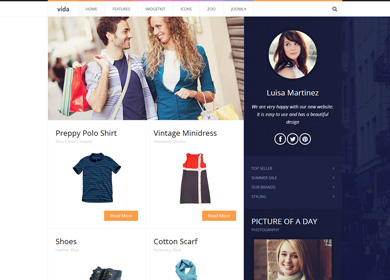 vida
HOME
FEATURES
WIDGETKIT
ICONS
ZOO
JOOMLA
Luisa Martinez
We are very happy with our new website.
It is easy to use and has a beautiful
design
Preppy Polo Shirt
Vintage Minidress
Read More
Read More
TOP SELLER
SUMMER SALE
OUR BRANDS
STYLING
PICTURE OF A DAY
PHOTOGRAPHY
Shoes
Cotton Scarf